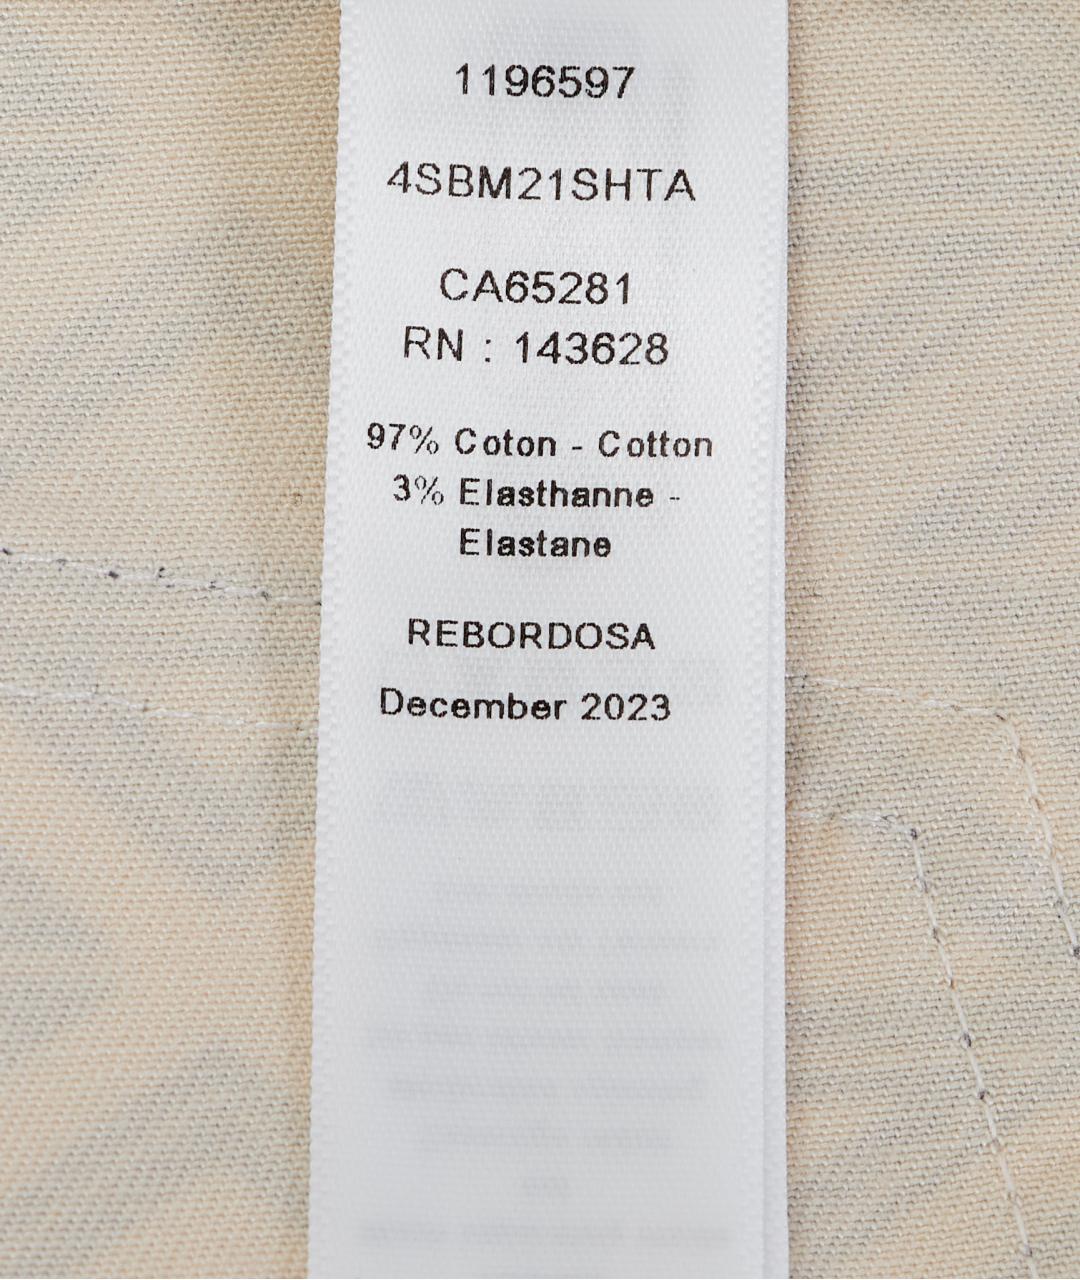 1196597
4SBM21SHTA
CA65281
RN : 143628
97% Coton - Cotton
3% Elasthanne -
Elastane
REBORDOSA
December 2023